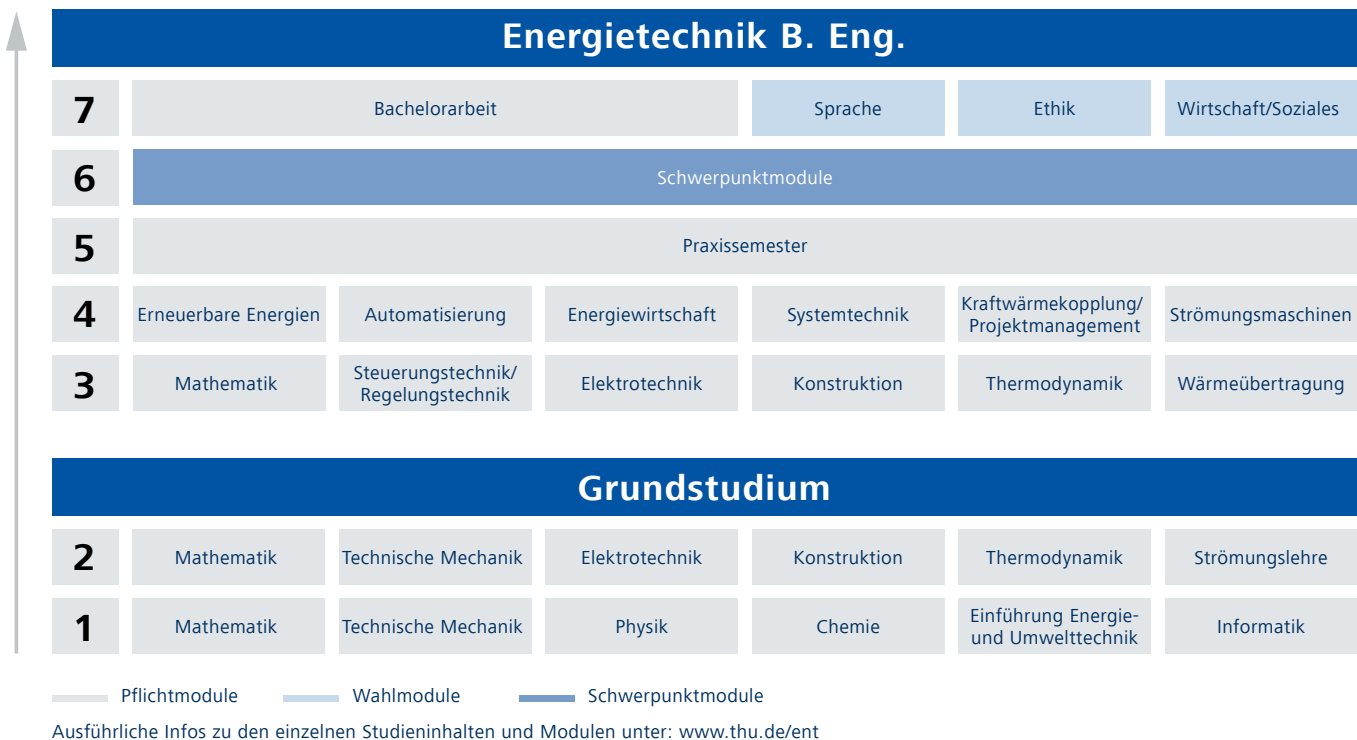 Energietechnik B. Eng.
7
Bachelorarbeit
Sprache
Ethik
Wirtschaft/Soziales
6
Schwerpunktmodule
5
Praxissemester
4
Erneuerbare Energien
Automatisierung
Energiewirtschaft
Systemtechnik
Kraftwärmekopplung/
Projektmanagement
Strömungsmaschinen
3
Mathematik
Steuerungstechnik/
Regelungstechnik
Elektrotechnik
Konstruktion
Thermodynamik
Wärmeübertragung
Grundstudium
2
Mathematik
Technische Mechanik
Elektrotechnik
Konstruktion
Thermodynamik
Strömungslehre
1
Mathematik
Technische Mechanik
Physik
Chemie
Einführung Energie-
und Umwelttechnik
Informatik
Pflichtmodule
Wahlmodule
Schwerpunktmodule
Ausführliche Infos zu den einzelnen Studieninhalten und Modulen unter: www.thu.de/ent